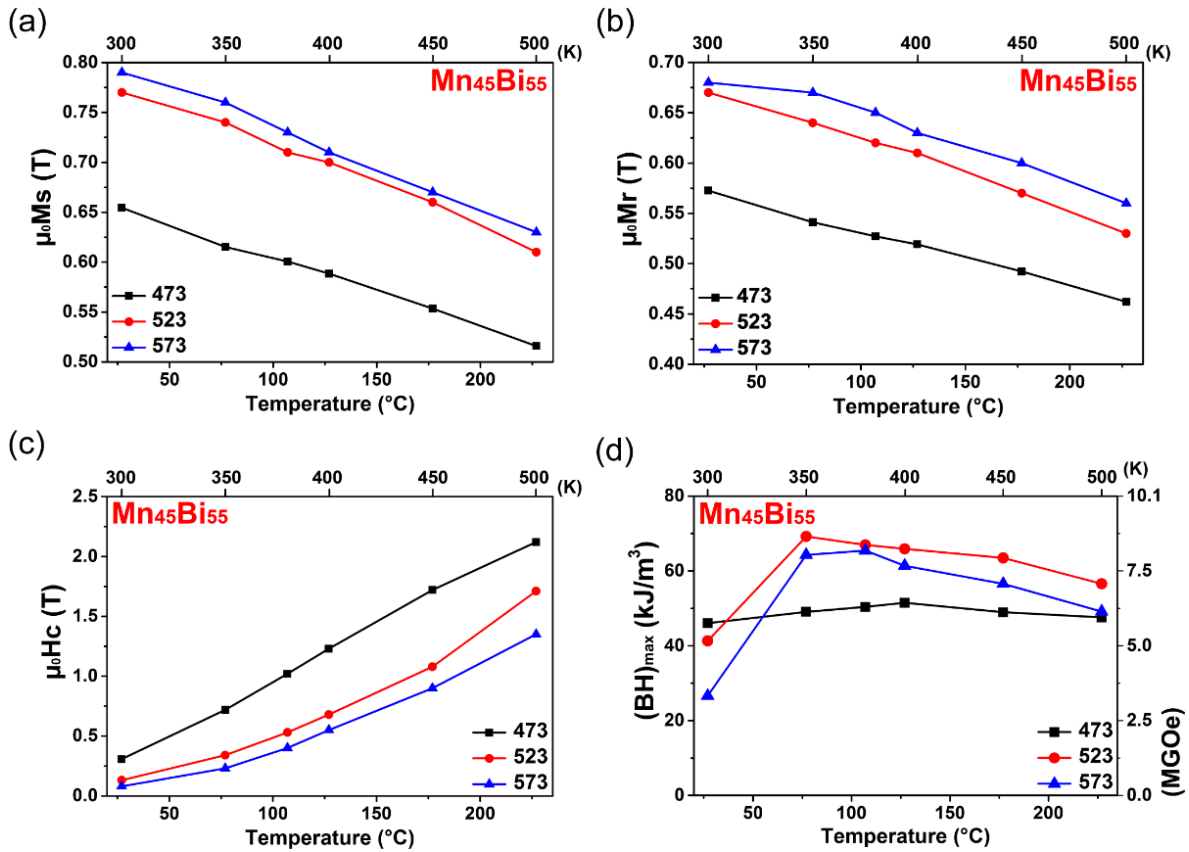 (a)
300 350 400 450 500 (K)
Mn45Bi55
0.80
0.75
0.70
0.65
0.60
0.55
0.50
μ0Ms (T)
473
523
573
50 100 150 200
Temperature (°C)
(b)
300 350 400 450 500 (K)
Mn45Bi55
0.70
0.65
0.60
0.55
0.50
0.45
0.40
μ0Mr (T)
473
523
573
50 100 150 200
Temperature (°C)
(c)
300 350 400 450 500 (K)
Mn45Bi55
2.5
2.0
1.5
1.0
0.5
0.0
μ0Hc (T)
473
523
573
50 100 150 200
Temperature (°C)
(d)
300 350 400 450 500 (K)
Mn45Bi55
80
60
40
20
0
(BH)max (kJ/m3)
10.1
7.5
5.0
2.5
0.0
(MGOe)
473
523
573
50 100 150 200
Temperature (°C)